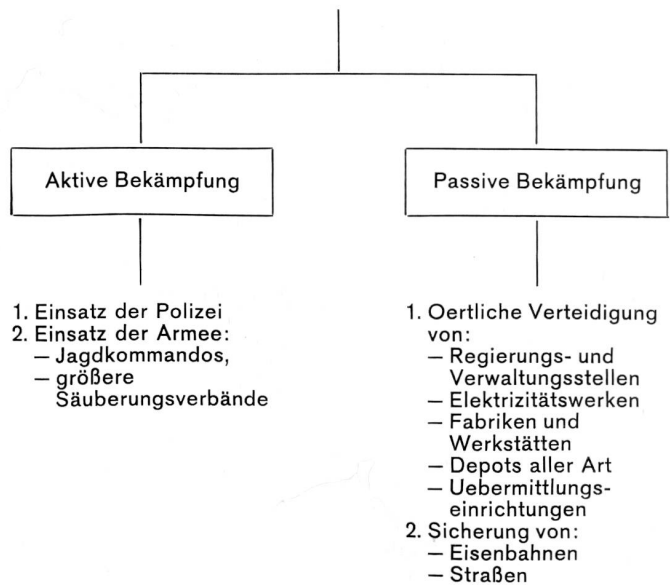 Aktive Bekämpfung
1. Einsatz der Polizei
2. Einsatz der Armee:
– Jagdkommandos,
– größere
Säuberungsverbände
Passive Bekämpfung
1. Oertliche Verteidigung
von:
– Regierungs- und
Verwaltungsstellen
– Elektrizitätswerken
– Fabriken und
Werkstätten
– Depots aller Art
– Uebermittlungs-
einrichtungen
2. Sicherung von:
– Eisenbahnen
– Straßen